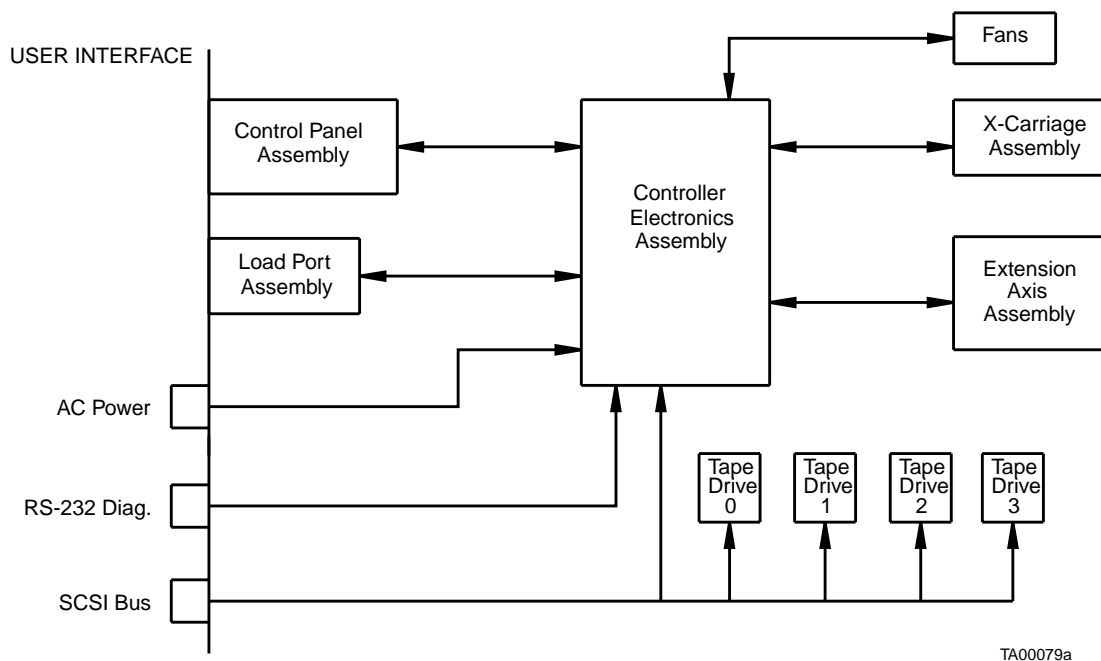 USER INTERFACE
Fans
Control Panel
Assembly
X-Carriage
Assembly
Controller
Electronics
Assembly
Load Port
Assembly
Extension
Axis
Assembly
AC Power
RS-232 Diag.
SCSI Bus
Tape
Drive
0
Tape
Drive
1
Tape
Drive
2
Tape
Drive
3
TA00079a